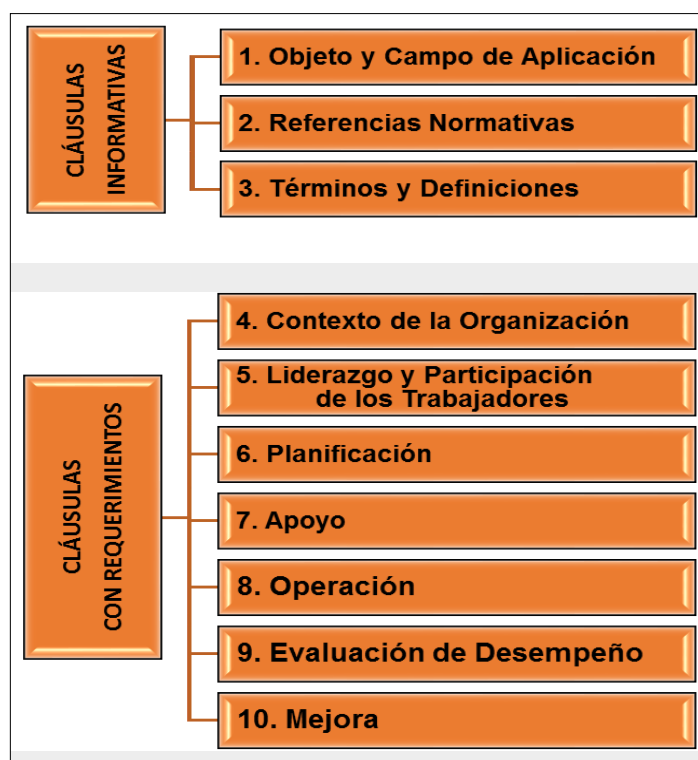 CLÁUSULAS
INFORMATIVAS
1. Objeto y Campo de Aplicación
2. Referencias Normativas
3. Términos y Definiciones
CLÁUSULAS
CON REQUERIMIENTOS
4. Contexto de la Organización
5. Liderazgo y Participación
de los Trabajadores
6. Planificación
7. Apoyo
8. Operación
9. Evaluación de Desempeño
10. Mejora